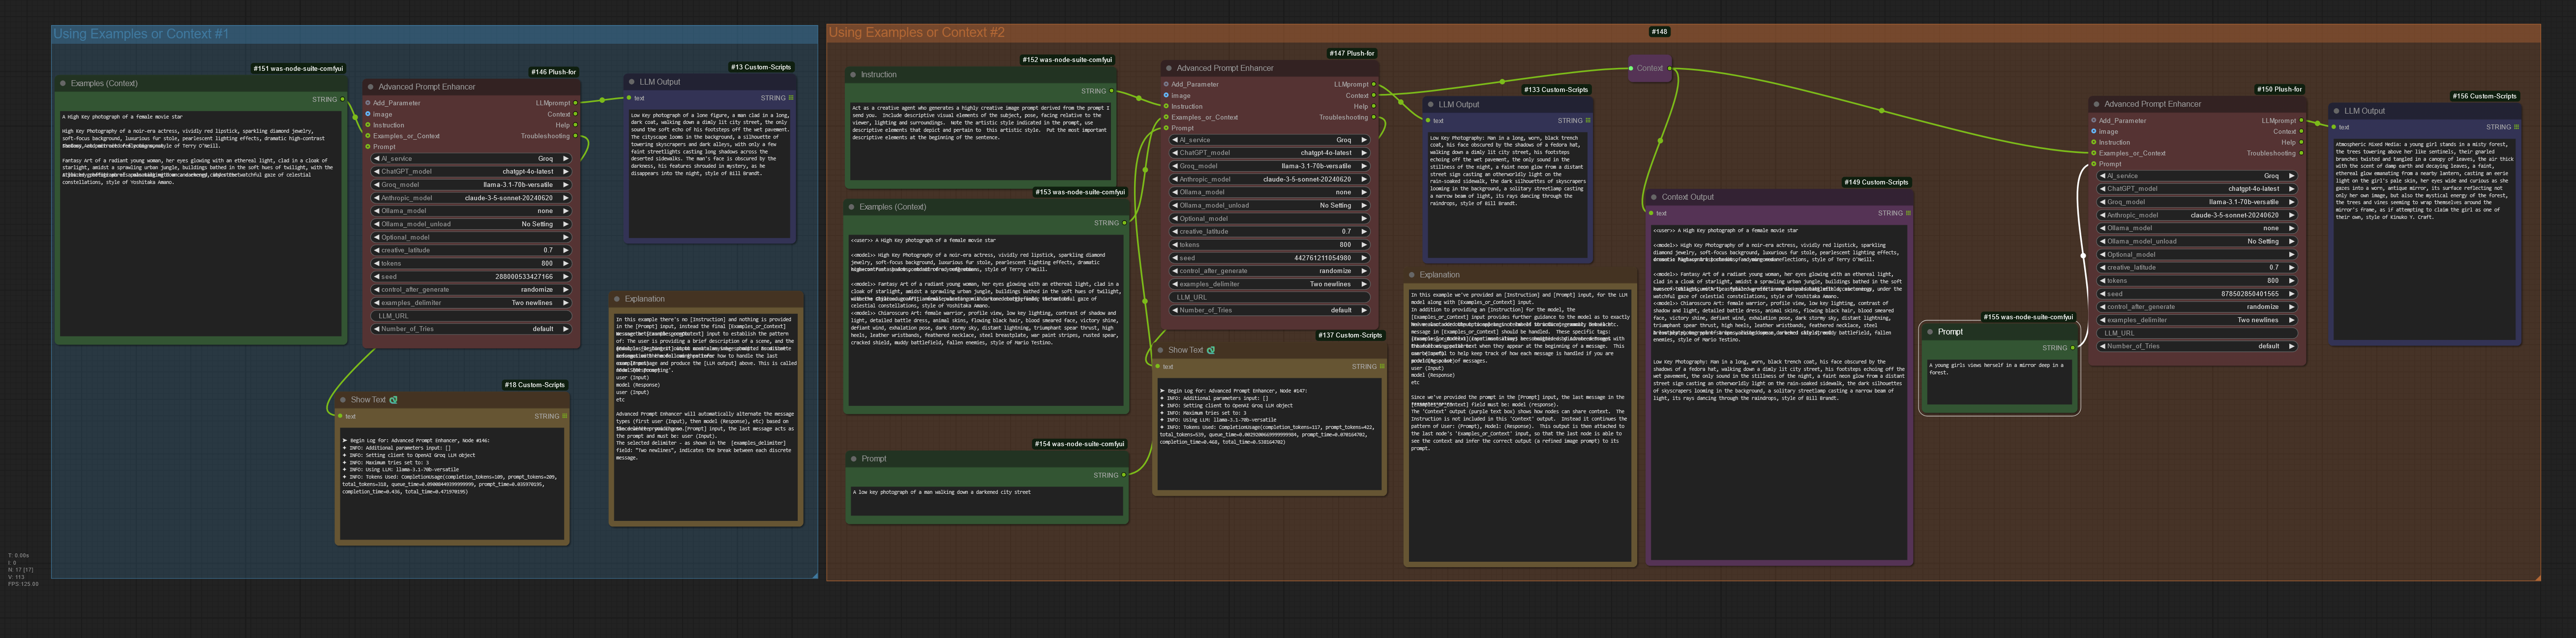 Using Examples or Context #1
#151 was-node-suite-comfyui
Examples (Context)
STRING
A High Key photograph of a female movie star
High Key Photography of a noir-era actress, vividly red lipstick, sparkling diamond jewelry,
soft-focus background, luxurious fur stole, pearlescent lighting effects, dramatic high-contrast
style of Terry O'Neill.
Fantasy Art of a radiant young woman, her eyes glowing with an ethereal light, clad in a cloak of
starlight, amidst a sprawling urban jungle, buildings bathed in the soft hues of twilight, with the
constellations, style of Yoshitaka Amano.
#146 Plush-for
Advanced Prompt Enhancer
Add_Parameter
LLMprompt
image
Context
Instruction
Help
Examples_or_Context
Troubleshooting
Prompt
AI_service Groq
ChatGPT_model chatgpt-4o-latest
Groq_model llama-3.1-70b-versatile
Anthropic_model claude-3-5-sonnet-20240620
Ollama_model none
Ollama_model_unload No Setting
Optional_model
creative_latitude 0.7
tokens 800
seed 288000533427166
control_after_generate randomize
examples_delimiter Two newlines
LLM_URL
Number_of_Tries default
#13 Custom-Scripts
LLM Output
text STRING
Low Key photograph of a lone figure, a man clad in a long,
dark coat, walking down a dimly lit city street, the only
sound the soft echo of his footsteps off the wet pavement.
The cityscape looms in the background, a silhouette of
towering skyscrapers and dark alleys, with only a few
faint streetlights casting long shadows across the
deserted sidewalks. The man's face is obscured by the
darkness, his features shrouded in mystery, as he
disappears into the night, style of Bill Brandt.
#18 Custom-Scripts
Show Text
text STRING
➤ Begin Log for: Advanced Prompt Enhancer, Node #146:
✦ INFO: Additional parameters input: []
✦ INFO: Setting client to OpenAI Groq LLM object
✦ INFO: Maximum tries set to: 3
✦ INFO: Using LLM: llama-3.1-70b-versatile
✦ INFO: Tokens Used: CompletionUsage(completion_tokens=109, prompt_tokens=209,
Explanation
In this example there's no [Instruction] and nothing is provided
in the [Prompt] input, instead the final [Examples_or_Context]
of: The user is providing a brief description of a scene, and the
user (Input)
model (Response)
user (Input)
etc
Advanced Prompt Enhancer will automatically alternate the message
types (first user (Input), then model (Response), etc) based on
[Prompt] input, the last message acts as
the prompt and must be: user (Input).
The selected delimiter - as shown in the [examples_delimiter]
field: "Two newlines", indicates the break between each discrete
message.
Using Examples or Context #2
#152 was-node-suite-comfyui
Instruction
STRING
Act as a creative agent who generates a highly creative image prompt derived from the prompt I
send you. Include descriptive visual elements of the subject, pose, facing relative to the
viewer, lighting and surroundings. Note the artistic style indicated in the prompt, use
descriptive elements that depict and pertain to this artistic style. Put the most important
descriptive elements at the beginning of the sentence.
#153 was-node-suite-comfyui
Examples (Context)
STRING
<<user>> A High Key photograph of a female movie star
<<model>> High Key Photography of a noir-era actress, vividly red lipstick, sparkling diamond
jewelry, soft-focus background, luxurious fur stole, pearlescent lighting effects, dramatic
style of Terry O'Neill.
<<model>> Fantasy Art of a radiant young woman, her eyes glowing with an ethereal light, clad in a
cloak of starlight, amidst a sprawling urban jungle, buildings bathed in the soft hues of twilight,
gaze of
celestial constellations, style of Yoshitaka Amano.
<<model>> Chiaroscuro Art: female warrior, profile view, low key lighting, contrast of shadow and
light, detailed battle dress, animal skins, flowing black hair, blood smeared face, victory shine,
defiant wind, exhalation pose, dark stormy sky, distant lightning, triumphant spear thrust, high
heels, leather wristbands, feathered necklace, steel breastplate, war paint stripes, rusted spear,
cracked shield, muddy battlefield, fallen enemies, style of Mario Testino.
#154 was-node-suite-comfyui
Prompt
STRING
A low key photograph of a man walking down a darkened city street
#147 Plush-for
Advanced Prompt Enhancer
Add_Parameter
LLMprompt
image
Context
Instruction
Help
Examples_or_Context
Troubleshooting
Prompt
AI_service Groq
ChatGPT_model chatgpt-4o-latest
Groq_model llama-3.1-70b-versatile
Anthropic_model claude-3-5-sonnet-20240620
Ollama_model none
Ollama_model_unload No Setting
Optional_model
creative_latitude 0.7
tokens 800
seed 442761211054980
control_after_generate randomize
examples_delimiter Two newlines
LLM_URL
Number_of_Tries default
#137 Custom-Scripts
Show Text
text STRING
➤ Begin Log for: Advanced Prompt Enhancer, Node #147:
✦ INFO: Additional parameters input: []
✦ INFO: Setting client to OpenAI Groq LLM object
✦ INFO: Maximum tries set to: 3
✦ INFO: Using LLM: llama-3.1-70b-versatile
✦ INFO: Tokens Used: CompletionUsage(completion_tokens=117, prompt_tokens=422,
#133 Custom-Scripts
LLM Output
text STRING
Low Key Photography: Man in a long, worn, black trench
coat, his face obscured by the shadows of a fedora hat,
walking down a dimly lit city street, his footsteps
echoing off the wet pavement, the only sound in the
stillness of the night, a faint neon glow from a distant
street sign casting an otherworldly light on the
rain-soaked sidewalk, the dark silhouettes of skyscrapers
looming in the background, a solitary streetlamp casting
a narrow beam of light, its rays dancing through the
raindrops, style of Bill Brandt.
Explanation
In this example we've provided an [Instruction] and [Prompt] input, for the LLM
model along with [Examples_or_Context] input.
In addition to providing an [Instruction] for the model, the
[Examples_or_Context] input provides further guidance to the model as to exactly
message in [Examples_or_Context] should be handled. These specific tags:
when they appear at the beginning of a message. This
to keep track of how each message is handled if you are
of messages.
user (Input)
model (Response)
etc
Since we've provided the prompt in the [Prompt] input, the last message in the
[Examples_or_Context] field must be: model (response).
The 'Context' output (purple text box) shows how nodes can share context. The
Instruction is not included in this 'Context' output. Instead it continues the
pattern of User: (Prompt), Model: (Response). This output is then attached to
the last node's 'Examples_or_Context' input, so that the last node is able to
see the context and infer the correct output (a refined image prompt) to its
prompt.
#148
Context
#149 Custom-Scripts
Context Output
text STRING
<<user>> A High Key photograph of a female movie star
<<model>> High Key Photography of a noir-era actress, vividly red lipstick, sparkling
diamond jewelry, soft-focus background, luxurious fur stole, pearlescent lighting effects,
reflections, style of Terry O'Neill.
<<model>> Fantasy Art of a radiant young woman, her eyes glowing with an ethereal light,
clad in a cloak of starlight, amidst a sprawling urban jungle, buildings bathed in the soft
under the
watchful gaze of celestial constellations, style of Yoshitaka Amano.
<<model>> Chiaroscuro Art: female warrior, profile view, low key lighting, contrast of
shadow and light, detailed battle dress, animal skins, flowing black hair, blood smeared
face, victory shine, defiant wind, exhalation pose, dark stormy sky, distant lightning,
triumphant spear thrust, high heels, leather wristbands, feathered necklace, steel
fallen
enemies, style of Mario Testino.
Low Key Photography: Man in a long, worn, black trench coat, his face obscured by the
shadows of a fedora hat, walking down a dimly lit city street, his footsteps echoing off the
wet pavement, the only sound in the stillness of the night, a faint neon glow from a distant
street sign casting an otherworldly light on the rain-soaked sidewalk, the dark silhouettes
of skyscrapers looming in the background, a solitary streetlamp casting a narrow beam of
light, its rays dancing through the raindrops, style of Bill Brandt.
#155 was-node-suite-comfyui
Prompt
STRING
A young girls views herself in a mirror deep in a
forest.
#150 Plush-for
Advanced Prompt Enhancer
Add_Parameter
LLMprompt
image
Context
Instruction
Help
Examples_or_Context
Troubleshooting
Prompt
AI_service Groq
ChatGPT_model chatgpt-4o-latest
Groq_model llama-3.1-70b-versatile
Anthropic_model claude-3-5-sonnet-20240620
Ollama_model none
Ollama_model_unload No Setting
Optional_model
creative_latitude 0.7
tokens 800
seed 878502850401565
control_after_generate randomize
examples_delimiter Two newlines
LLM_URL
Number_of_Tries default
#156 Custom-Scripts
LLM Output
text STRING
Atmospheric Mixed Media: a young girl stands in a misty forest,
the trees towering above her like sentinels, their gnarled
branches twisted and tangled in a canopy of leaves, the air thick
with the scent of damp earth and decaying leaves, a faint,
ethereal glow emanating from a nearby lantern, casting an eerie
light on the girl's pale skin, her eyes wide and curious as she
gazes into a worn, antique mirror, its surface reflecting not
only her own image, but also the mystical energy of the forest,
the trees and vines seeming to wrap themselves around the
mirror's frame, as if attempting to claim the girl as one of
their own, style of Kinuko Y. Craft.
T: 0.00s
I: 0
N: 17 [17]
V: 113
FPS:125.00